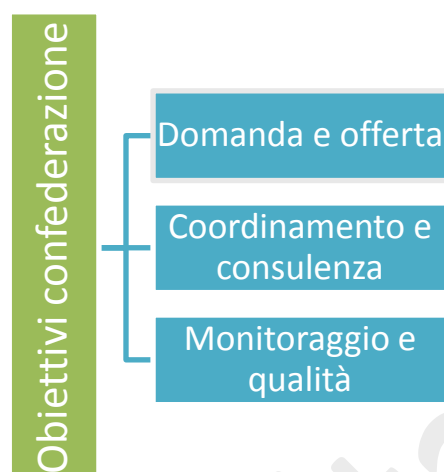 Obiettivi confederazione
Domanda e offerta
Coordinamento e
consulenza
Monitoraggio e
qualità